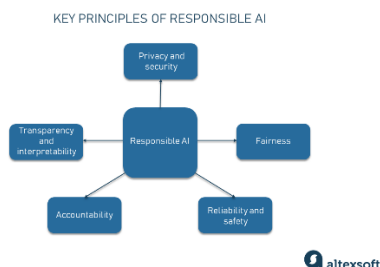 KEY PRINCIPLES OF RESPONSIBLE AI
Privacy and
security
Transparency
and
interpretability
Responsible AI
Fairness
Accountability
Reliability and
safety
altexsoft